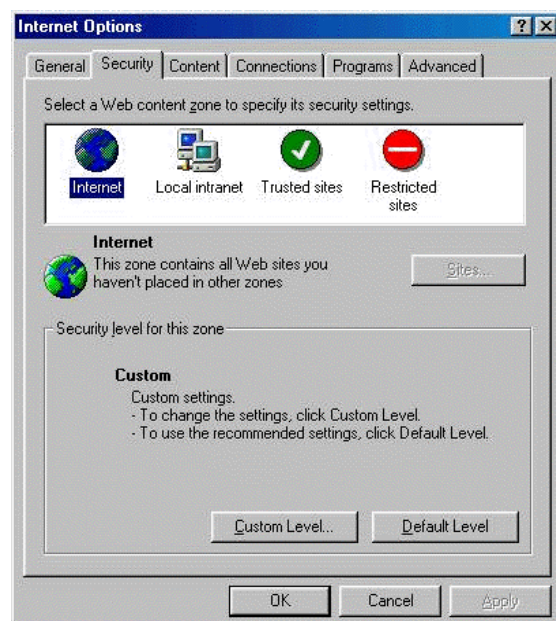 Internet Options ? X
General Security Content Connections Programs Advanced
Select a Web content zone to specify its security settings.
Internet Local intranet Trusted sites Restricted
sites
Internet
This zone contains all Web sites you
haven't placed in other zones
Sites...
Security level for this zone
Custom
Custom settings.
- To change the settings, click Custom Level.
- To use the recommended settings, click Default Level.
Custom Level... Default Level
OK Cancel Apply